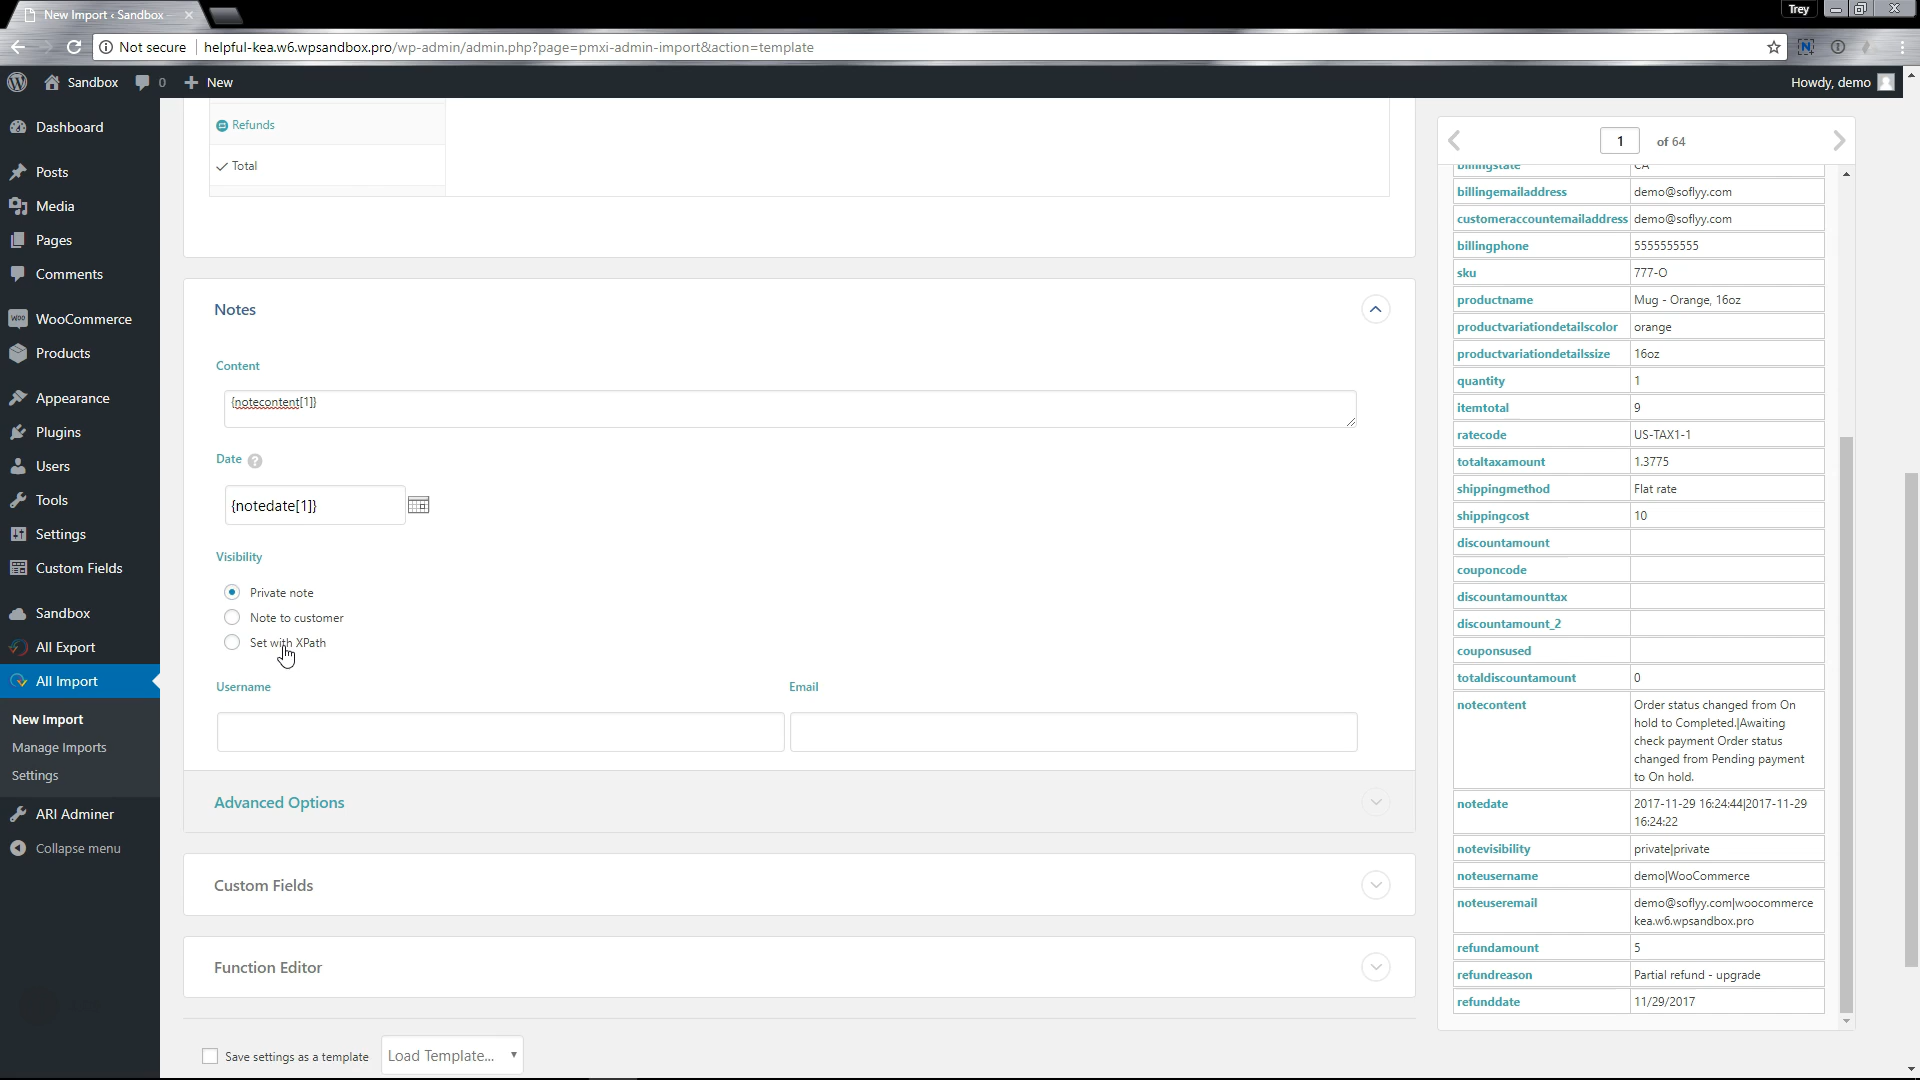 New Import ‹ Sandbox
Trey
Not secure
helpful-kea.w6.wpsandbox.pro/wp-admin/admin.php?page=pmxi-admin-import&action=template
Sandbox
0
New
Howdy, demo
Dashboard
Posts
Media
Pages
Comments
WooCommerce
Products
Appearance
Plugins
Users
Tools
Settings
Custom Fields
Sandbox
All Export
All Import
New Import
Manage Imports
Settings
ARI Adminer
Collapse menu
Refunds
Total
Notes
Content
{notecontent[1]}
Date ?
{notedate[1]}
Visibility
Private note
Note to customer
Set with XPath
Username Email
Advanced Options
Custom Fields
Function Editor
Save settings as a template Load Template...
1 of 64
billingstate CA
billingemailaddress demo@soflyy.com
customeraccountemailaddress demo@soflyy.com
billingphone 5555555555
sku 777-O
productname Mug - Orange, 16oz
productvariationdetailscolor orange
productvariationdetailssize 16oz
quantity 1
itemtotal 9
ratecode US-TAX1-1
totaltaxamount 1.3775
shippingmethod Flat rate
shippingcost 10
discountamount
couponcode
discountamounttax
discountamount_2
couponsused
totaldiscountamount 0
notecontent Order status changed from On
hold to Completed.|Awaiting
check payment Order status
changed from Pending payment
to On hold.
notedate 2017-11-29 16:24:44|2017-11-29
16:24:22
notevisibility private|private
noteusername demo|WooCommerce
noteuseremail demo@soflyy.com|woocommerce
kea.w6.wpsandbox.pro
refundamount 5
refundreason Partial refund - upgrade
refunddate 11/29/2017